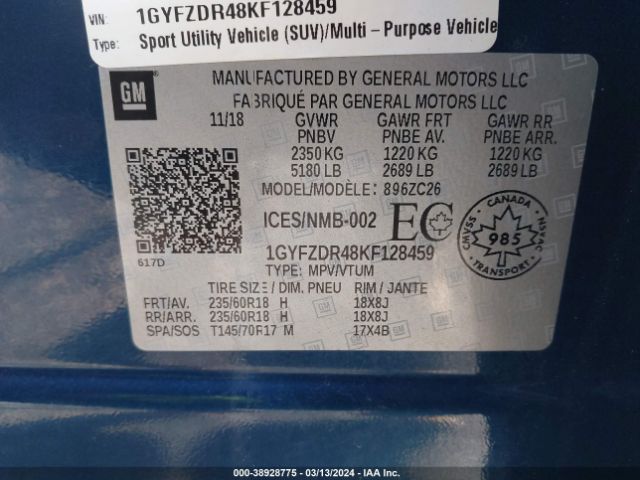 VIN: 1GYFZDR48KF128459
Type: Sport Utility Vehicle (SUV)/Multi - Purpose Vehicle
GM
MANUFACTURED BY GENERAL MOTORS LLC
FABRIQUÉ PAR GENERAL MOTORS LLC
11/18 GVWR GAWR FRT GAWR RR
PNBV PNBE AV. PNBE ARR.
2350 KG 1220 KG 1220 KG
5180 LB 2689 LB 2689 LB
MODEL/MODÈLE: 896ZC26
ICES/NMB-002 EC
CANADA
CMVSS 985 NSVAC
TRANSPORT
617D
1GYFZDR48KF128459
TYPE: MPV/VTUM
TIRE SIZE / DIM. PNEU RIM / JANTE
FRT/AV. 235/60R18 H 18X8J
RR/ARR. 235/60R18 H 18X8J
SPA/SOS T145/70R17 M 17X4B
000-38928775 — 03/13/2024 — IAA Inc.